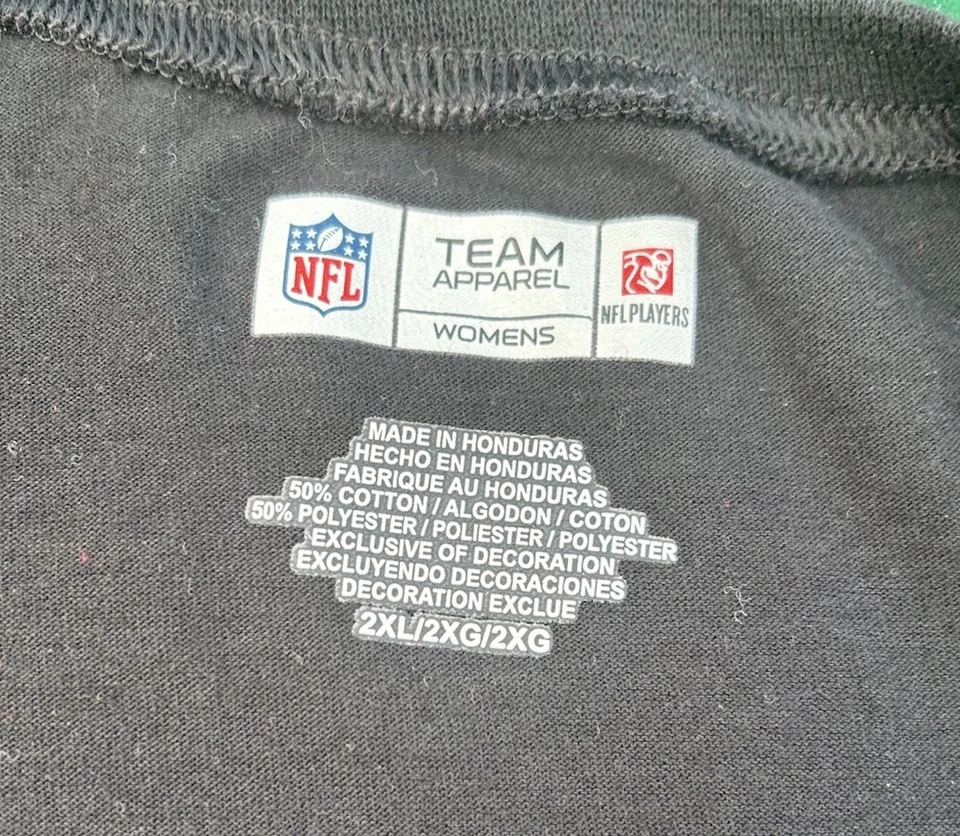 NFL
TEAM
APPAREL
WOMENS
NFLPLAYERS
MADE IN HONDURAS
HECHO EN HONDURAS
FABRIQUE AU HONDURAS
50% COTTON / ALGODON / COTON
50% POLYESTER / POLIESTER / POLYESTER
EXCLUSIVE OF DECORATION
EXCLUYENDO DECORACIONES
DECORATION EXCLUE
2XL/2XG/2XG